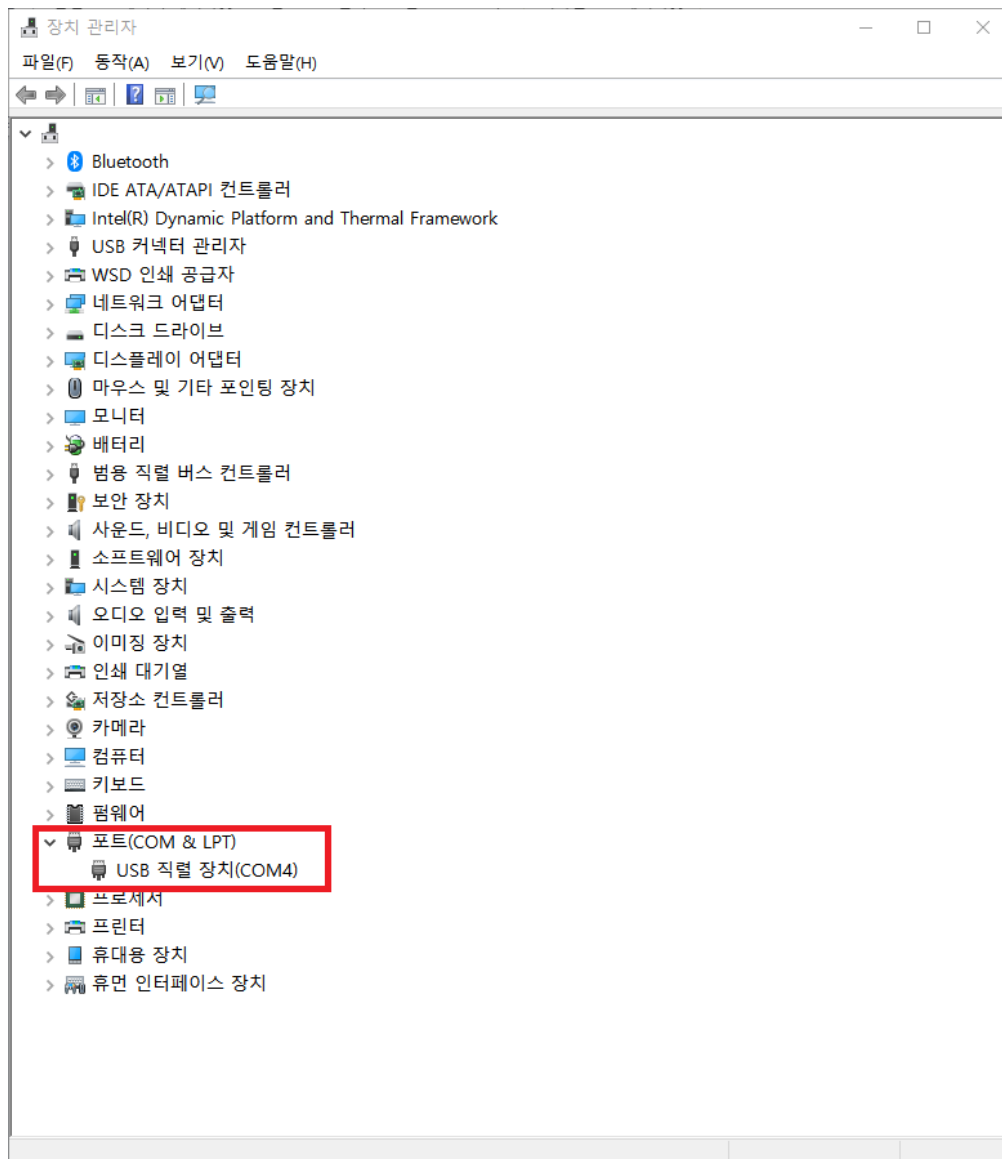 장치 관리자
파일(F) 동작(A) 보기(V) 도움말(H)
Bluetooth
IDE ATA/ATAPI 컨트롤러
Intel(R) Dynamic Platform and Thermal Framework
USB 커넥터 관리자
WSD 인쇄 공급자
네트워크 어댑터
디스크 드라이브
디스플레이 어댑터
마우스 및 기타 포인팅 장치
모니터
배터리
범용 직렬 버스 컨트롤러
보안 장치
사운드, 비디오 및 게임 컨트롤러
소프트웨어 장치
시스템 장치
오디오 입력 및 출력
이미징 장치
인쇄 대기열
저장소 컨트롤러
카메라
컴퓨터
키보드
펌웨어
포트(COM & LPT)
USB 직렬 장치(COM4)
프로세서
프린터
휴대용 장치
휴먼 인터페이스 장치